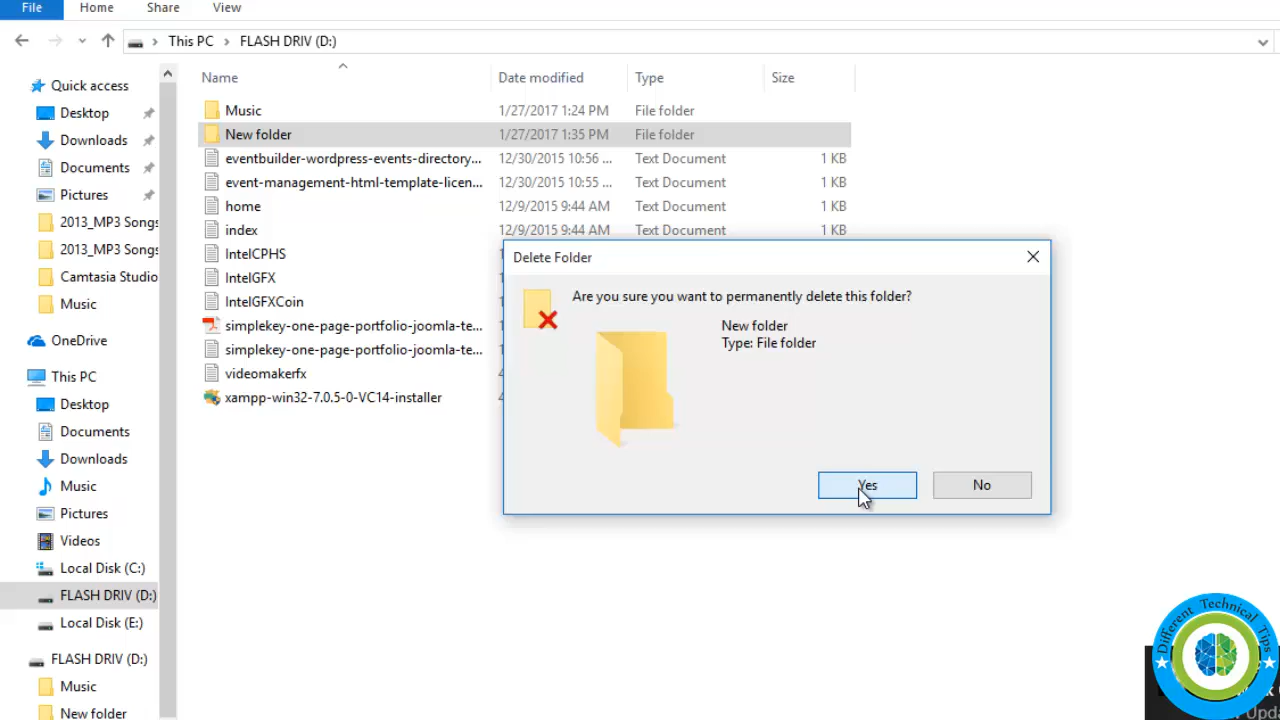 File Home Share View
This PC FLASH DRIV (D:)
Name Date modified Type Size
Quick access
Desktop
Downloads
Documents
Pictures
2013_MP3 Songs
2013_MP3 Songs
Camtasia Studio
Music
OneDrive
This PC
Desktop
Documents
Downloads
Music
Pictures
Videos
Local Disk (C:)
FLASH DRIV (D:)
Local Disk (E:)
FLASH DRIV (D:)
Music
New folder
Music 1/27/2017 1:24 PM File folder
New folder 1/27/2017 1:35 PM File folder
eventbuilder-wordpress-events-directory... 12/30/2015 10:56 ... Text Document 1 KB
event-management-html-template-licen... 12/30/2015 10:55 ... Text Document 1 KB
home 12/9/2015 9:44 AM Text Document 1 KB
index 12/9/2015 9:44 AM Text Document 1 KB
IntelCPHS
IntelGFX
IntelGFXCoin
simplekey-one-page-portfolio-joomla-te...
simplekey-one-page-portfolio-joomla-te...
videomakerfx
xampp-win32-7.0.5-0-VC14-installer
Delete Folder
Are you sure you want to permanently delete this folder?
New folder
Type: File folder
Yes No
Different Technical Tips